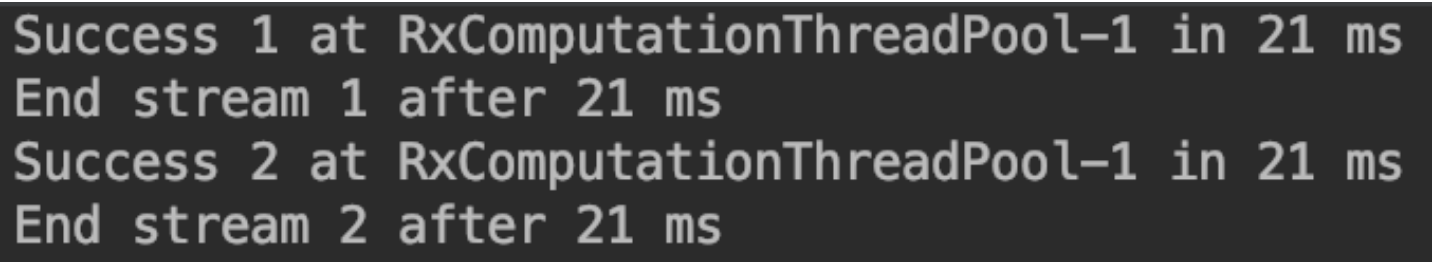 Success 1 at RxComputationThreadPool-1 in 21 ms
End stream 1 after 21 ms
Success 2 at RxComputationThreadPool-1 in 21 ms
End stream 2 after 21 ms